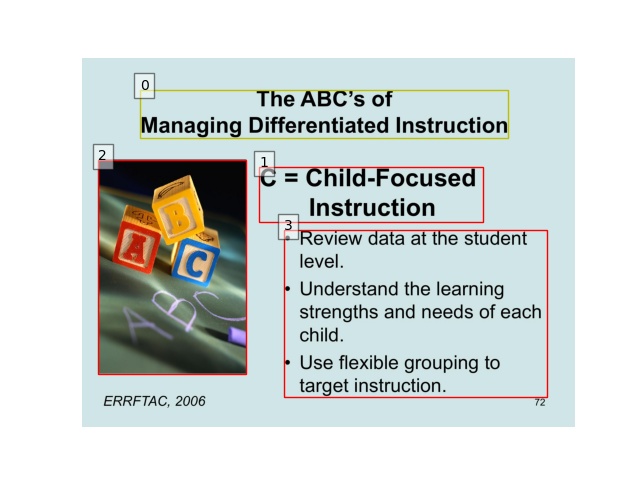 0
The ABC's of
Managing Differentiated Instruction
2
1
C = Child-Focused
Instruction
3
• Review data at the student
level.
• Understand the learning
strengths and needs of each
child.
• Use flexible grouping to
target instruction.
B
A
C
A B C
ERRFTAC, 2006
72